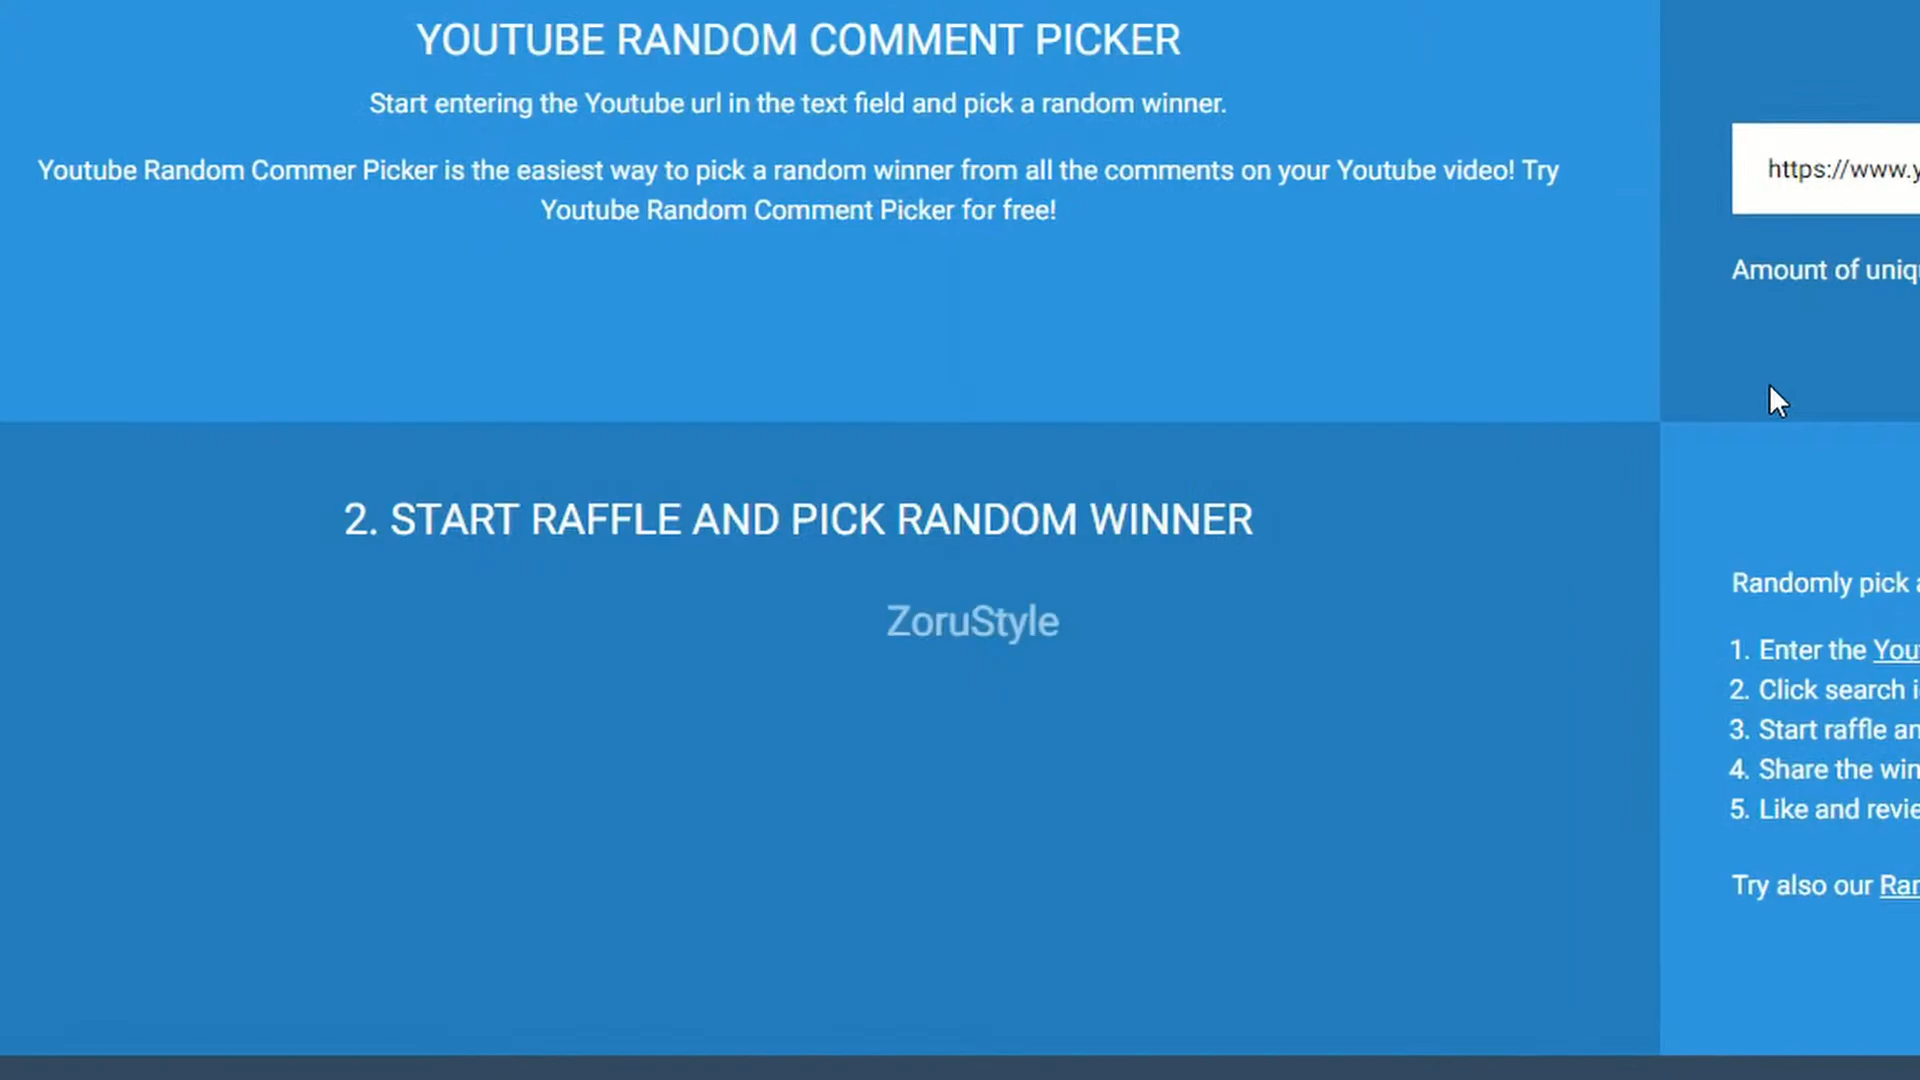 YOUTUBE RANDOM COMMENT PICKER
Start entering the Youtube url in the text field and pick a random winner.
Youtube Random Commer Picker is the easiest way to pick a random winner from all the comments on your Youtube video! Try
Youtube Random Comment Picker for free!
https://www.y
Amount of uniq
2. START RAFFLE AND PICK RANDOM WINNER
ZoruStyle
Randomly pick a
1. Enter the You
2. Click search i
3. Start raffle an
4. Share the win
5. Like and revie
Try also our Ran